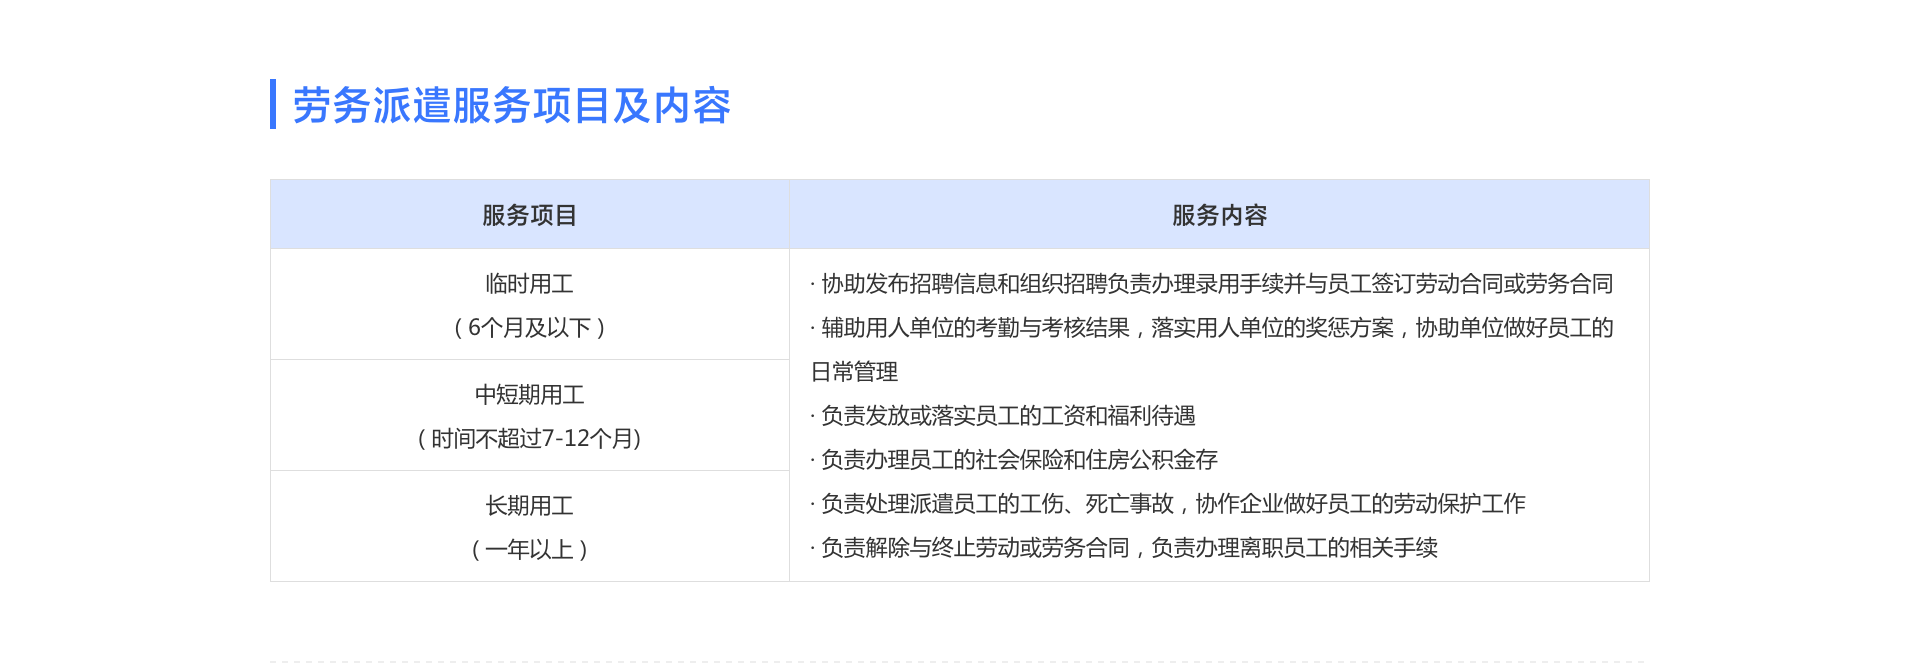 劳务派遣服务项目及内容
服务项目
服务内容
临时用工
（6个月及以下）
中短期用工
（时间不超过7-12个月)
长期用工
（一年以上）
· 协助发布招聘信息和组织招聘负责办理录用手续并与员工签订劳动合同或劳务合同
· 辅助用人单位的考勤与考核结果，落实用人单位的奖惩方案，协助单位做好员工的
日常管理
· 负责发放或落实员工的工资和福利待遇
· 负责办理员工的社会保险和住房公积金存
· 负责处理派遣员工的工伤、死亡事故，协作企业做好员工的劳动保护工作
· 负责解除与终止劳动或劳务合同，负责办理离职员工的相关手续